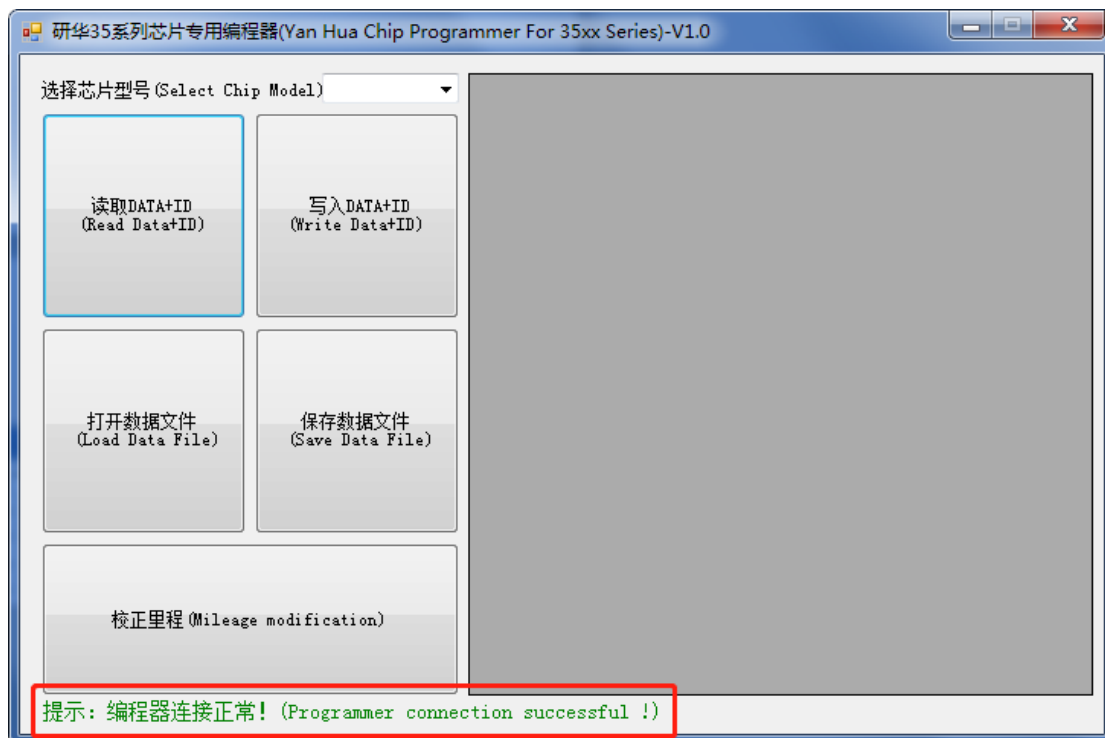 研华35系列芯片专用编程器(Yan Hua Chip Programmer For 35xx Series)-V1.0
选择芯片型号(Select Chip Model)
读取DATA+ID
(Read Data+ID)
写入DATA+ID
(Write Data+ID)
打开数据文件
(Load Data File)
保存数据文件
(Save Data File)
校正里程(Mileage modification)
提示：编程器连接正常！(Programmer connection successful !)